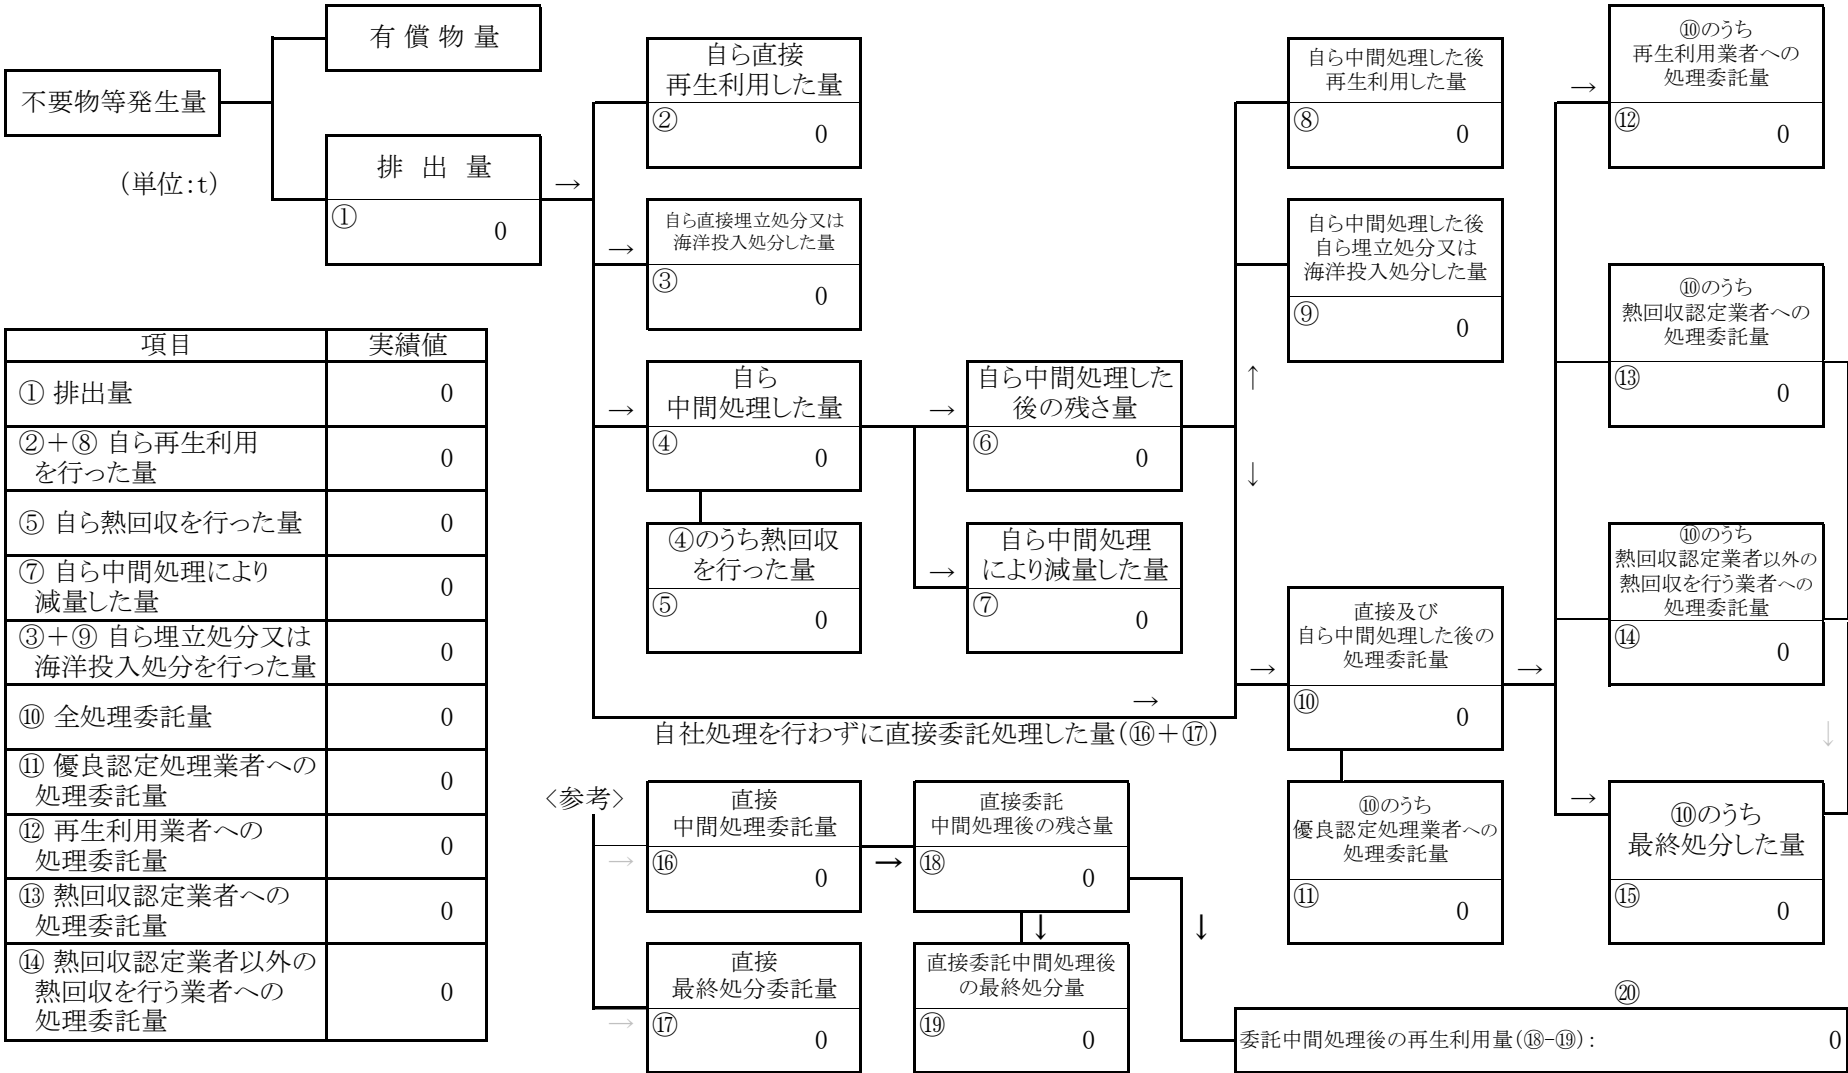 不要物等発生量
(単位:t)
有償物量
排出量
①
0
自ら直接
再生利用した量
②
0
自ら直接埋立処分又は
海洋投入処分した量
③
0
自ら
中間処理した量
④
0
④のうち熱回収
を行った量
⑤
0
自ら中間処理した
後の残さ量
⑥
0
自ら中間処理
により減量した量
⑦
0
自ら中間処理した後
再生利用した量
⑧
0
自ら中間処理した後
自ら埋立処分又は
海洋投入処分した量
⑨
0
直接及び
自ら中間処理した後の
処理委託量
⑩
0
⑩のうち
優良認定処理業者への
処理委託量
⑪
0
⑩のうち
再生利用業者への
処理委託量
⑫
0
⑩のうち
熱回収認定業者への
処理委託量
⑬
0
⑩のうち
熱回収認定業者以外の
熱回収を行う業者への
処理委託量
⑭
0
⑩のうち
最終処分した量
⑮
0
自社処理を行わずに直接委託処理した量(⑯+⑰)
〈参考〉
直接
中間処理委託量
⑯
0
直接
最終処分委託量
⑰
0
直接委託
中間処理後の残さ量
⑱
0
直接委託中間処理後
の最終処分量
⑲
0
⑳
委託中間処理後の再生利用量(⑱-⑲): 0
項目 実績値
① 排出量 0
②+⑧ 自ら再生利用
を行った量 0
⑤ 自ら熱回収を行った量 0
⑦ 自ら中間処理により
減量した量 0
③+⑨ 自ら埋立処分又は
海洋投入処分を行った量 0
⑩ 全処理委託量 0
⑪ 優良認定処理業者への
処理委託量 0
⑫ 再生利用業者への
処理委託量 0
⑬ 熱回収認定業者への
処理委託量 0
⑭ 熱回収認定業者以外の
熱回収を行う業者への 0
処理委託量